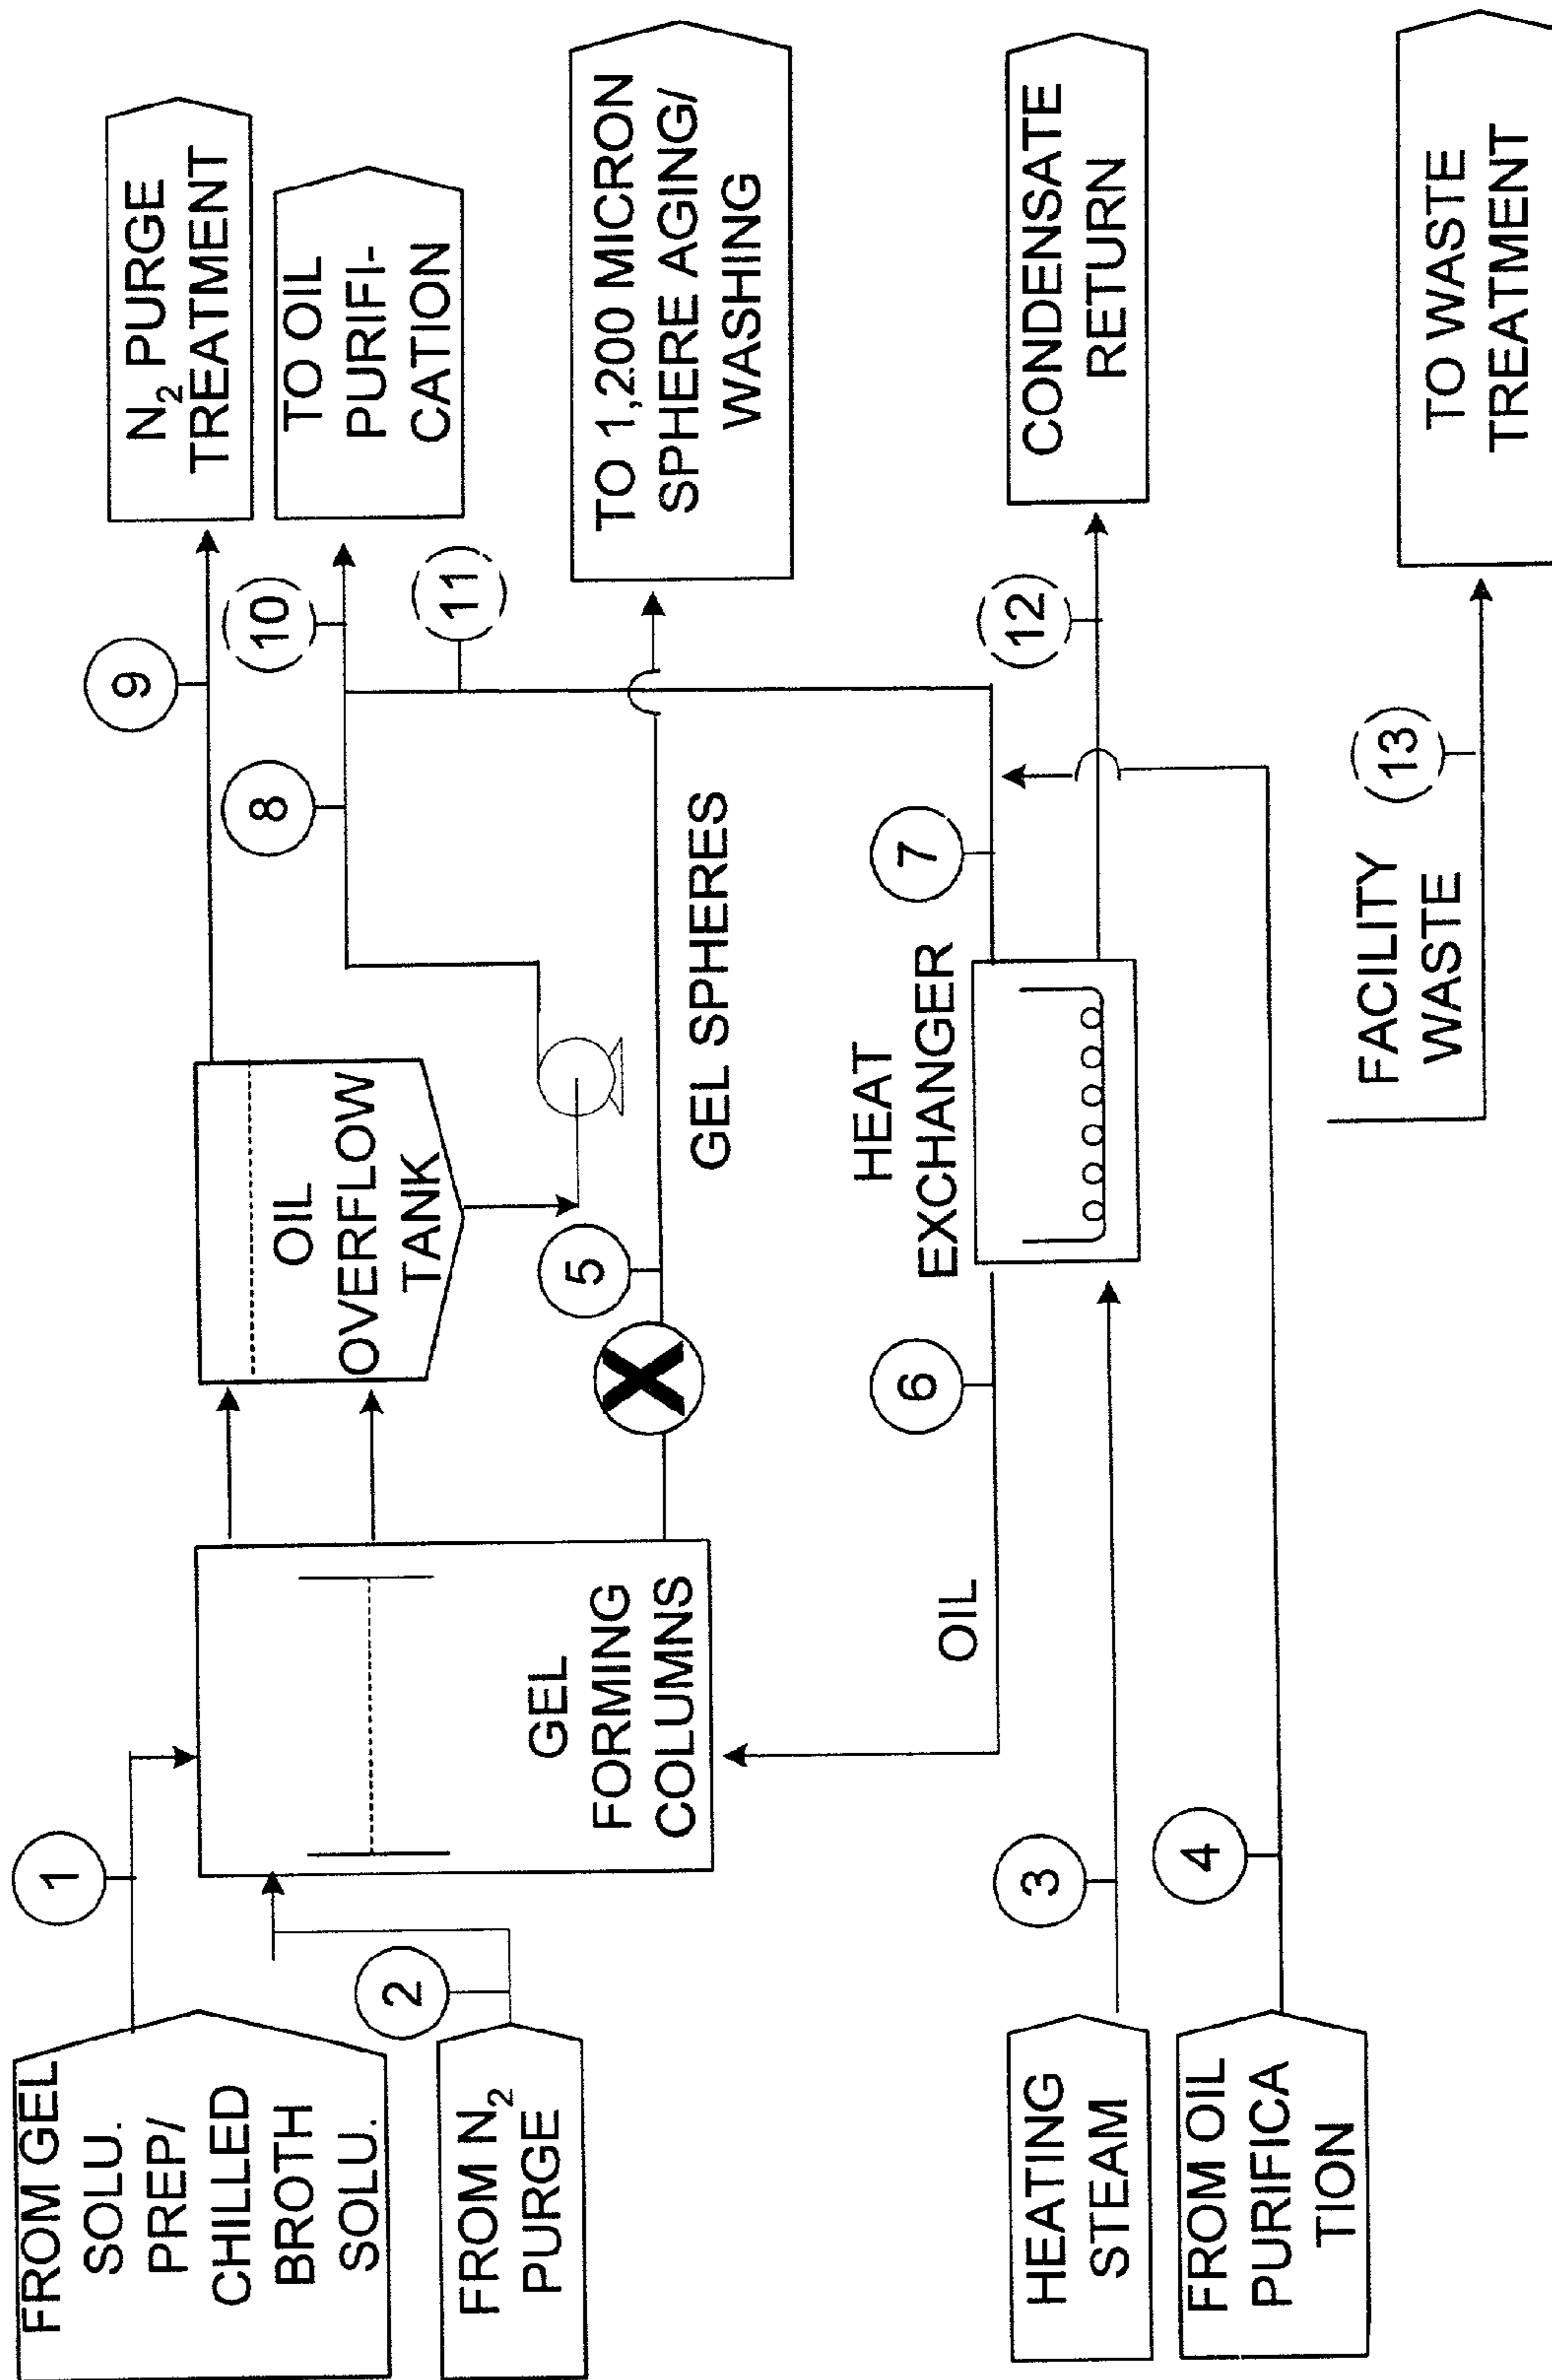 FROM GEL
SOLU.
PREP/
CHILLED
BROTH
SOLU.
1
FROM N₂
PURGE
2
GEL
FORMING
COLUMNS
OIL
OVERFLOW
TANK
9
N₂ PURGE
TREATMENT
8
10
TO OIL
PURIFI-
CATION
11
5
GEL SPHERES
TO 1,200 MICRON
SPHERE AGING/
WASHING
HEATING
STEAM
3
OIL
6
HEAT
EXCHANGER
7
12
CONDENSATE
RETURN
FROM OIL
PURIFICA
TION
4
FACILITY
WASTE
13
TO WASTE
TREATMENT